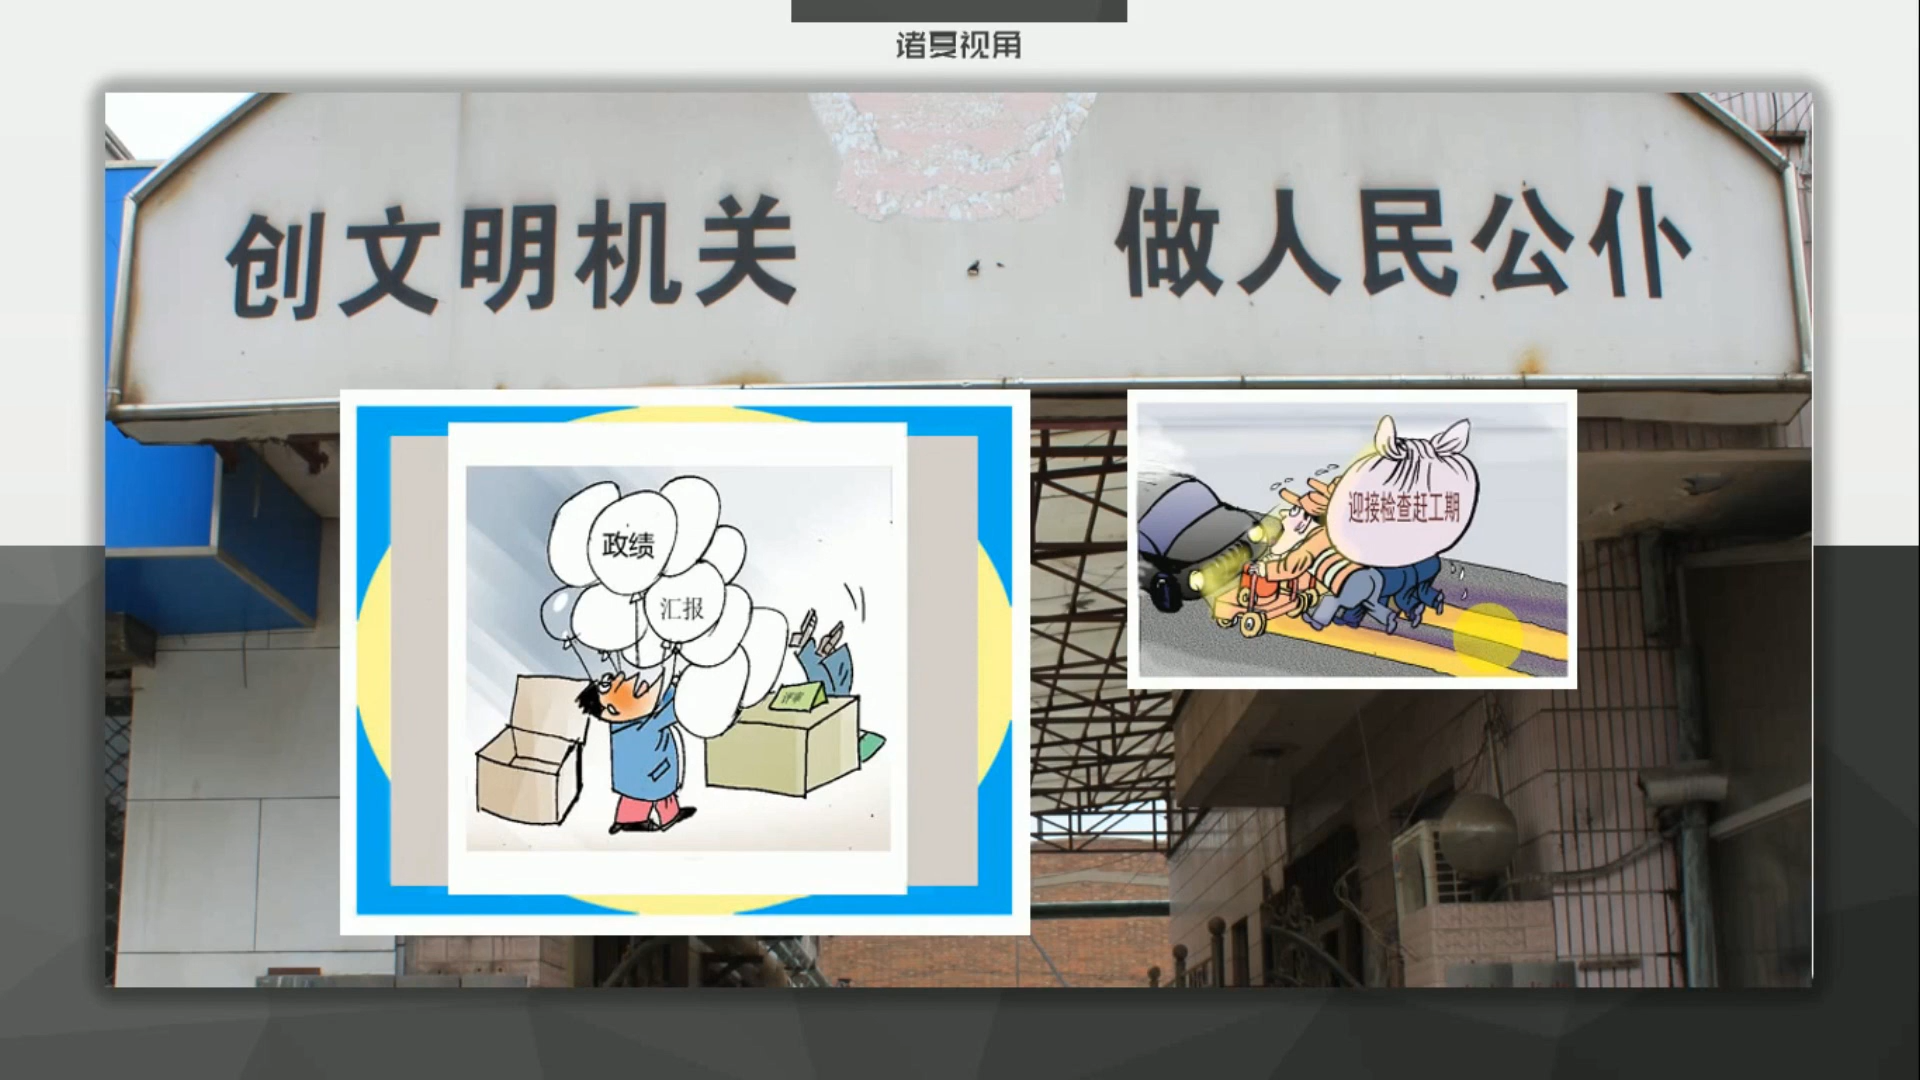 诸夏视角
创文明机关 做人民公仆
政绩
汇报
迎接检查赶工期